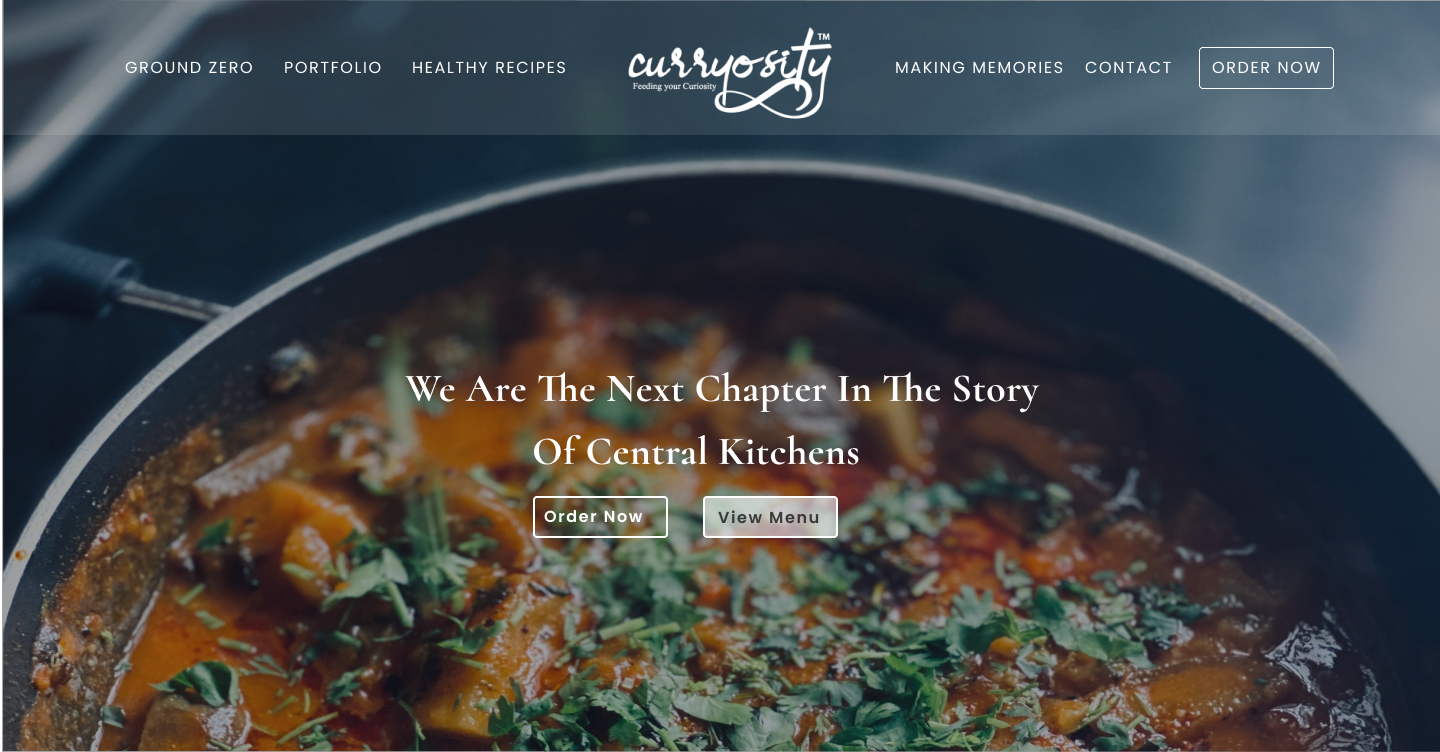 GROUND ZERO
PORTFOLIO
HEALTHY RECIPES
curryosity™
Feeding your Curiosity
MAKING MEMORIES
CONTACT
ORDER NOW
We Are The Next Chapter In The Story
Of Central Kitchens
Order Now
View Menu